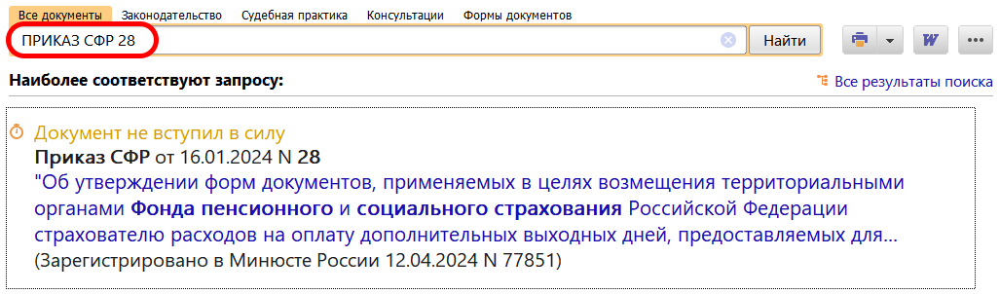 Все документы Законодательство Судебная практика Консультации Формы документов
ПРИКАЗ СФР 28 Найти W
Наиболее соответствуют запросу: Все результаты поиска
Документ не вступил в силу
Приказ СФР от 16.01.2024 N 28
"Об утверждении форм документов, применяемых в целях возмещения территориальными
органами Фонда пенсионного и социального страхования Российской Федерации
страхователю расходов на оплату дополнительных выходных дней, предоставляемых для...
(Зарегистрировано в Минюсте России 12.04.2024 N 77851)